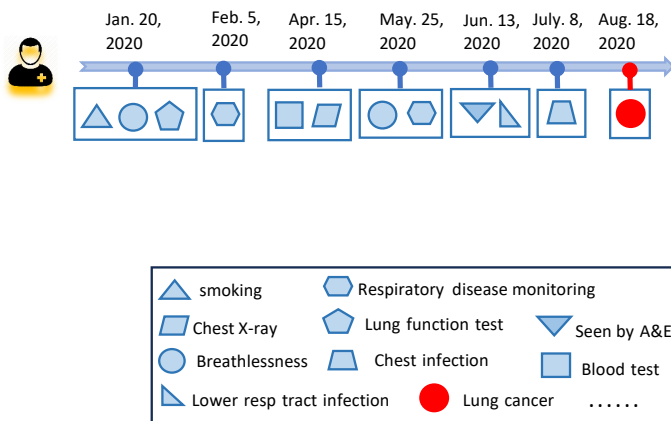 Jan. 20, Feb. 5, Apr. 15, May. 25, Jun. 13, July. 8, Aug. 18,
2020 2020 2020 2020 2020 2020 2020
smoking Respiratory disease monitoring
Chest X-ray Lung function test Seen by A&E
Breathlessness Chest infection Blood test
Lower resp tract infection Lung cancer ......